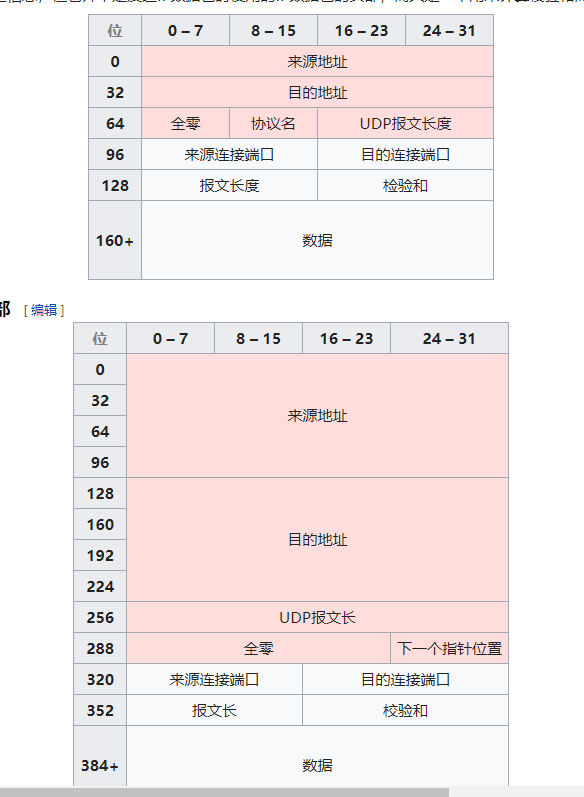 位 0 – 7 8 – 15 16 – 23 24 – 31
0 来源地址
32 目的地址
64 全零 协议名 UDP报文长度
96 来源连接端口 目的连接端口
128 报文长度 检验和
160+ 数据
部 [ 编辑 ]
位 0 – 7 8 – 15 16 – 23 24 – 31
0
32
64
96
来源地址
128
160
192
224
目的地址
256 UDP报文长
288 全零 下一个指针位置
320 来源连接端口 目的连接端口
352 报文长 校验和
384+ 数据